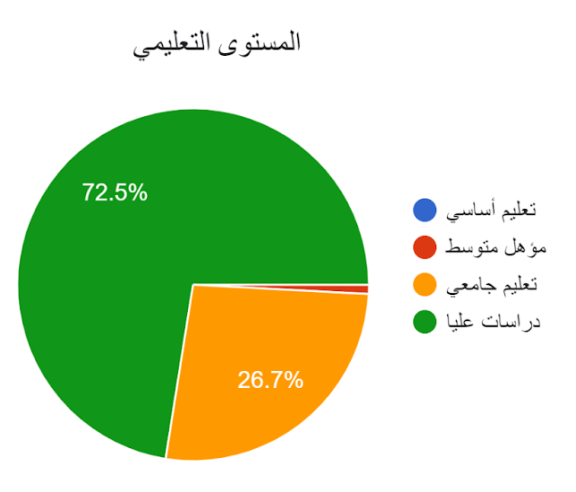 المستوى التعليمي
72.5%
26.7%
تعليم أساسي
مؤهل متوسط
تعليم جامعي
دراسات عليا